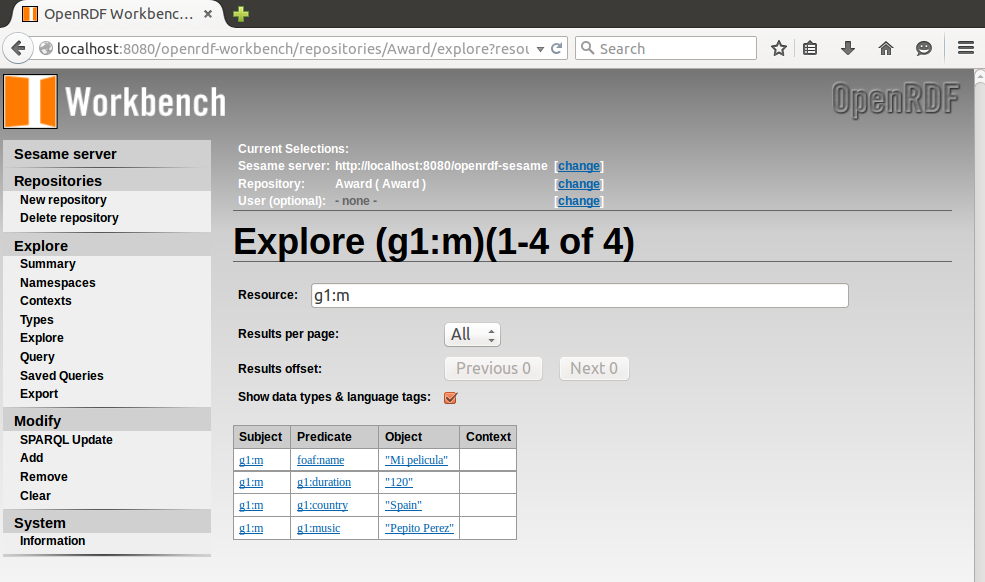 OpenRDF Workbenc...
localhost:8080/openrdf-workbench/repositories/Award/explore?resou
Search
Workbench
OpenRDF
Sesame server
Repositories
New repository
Delete repository
Explore
Summary
Namespaces
Contexts
Types
Explore
Query
Saved Queries
Export
Modify
SPARQL Update
Add
Remove
Clear
System
Information
Current Selections:
Sesame server: http://localhost:8080/openrdf-sesame [change]
Repository: Award ( Award ) [change]
User (optional): - none - [change]
Explore (g1:m)(1-4 of 4)
Resource: g1:m
Results per page: All
Results offset: Previous 0 Next 0
Show data types & language tags:
Subject Predicate Object Context
g1:m foaf:name "Mi pelicula"
g1:m g1:duration "120"
g1:m g1:country "Spain"
g1:m g1:music "Pepito Perez"